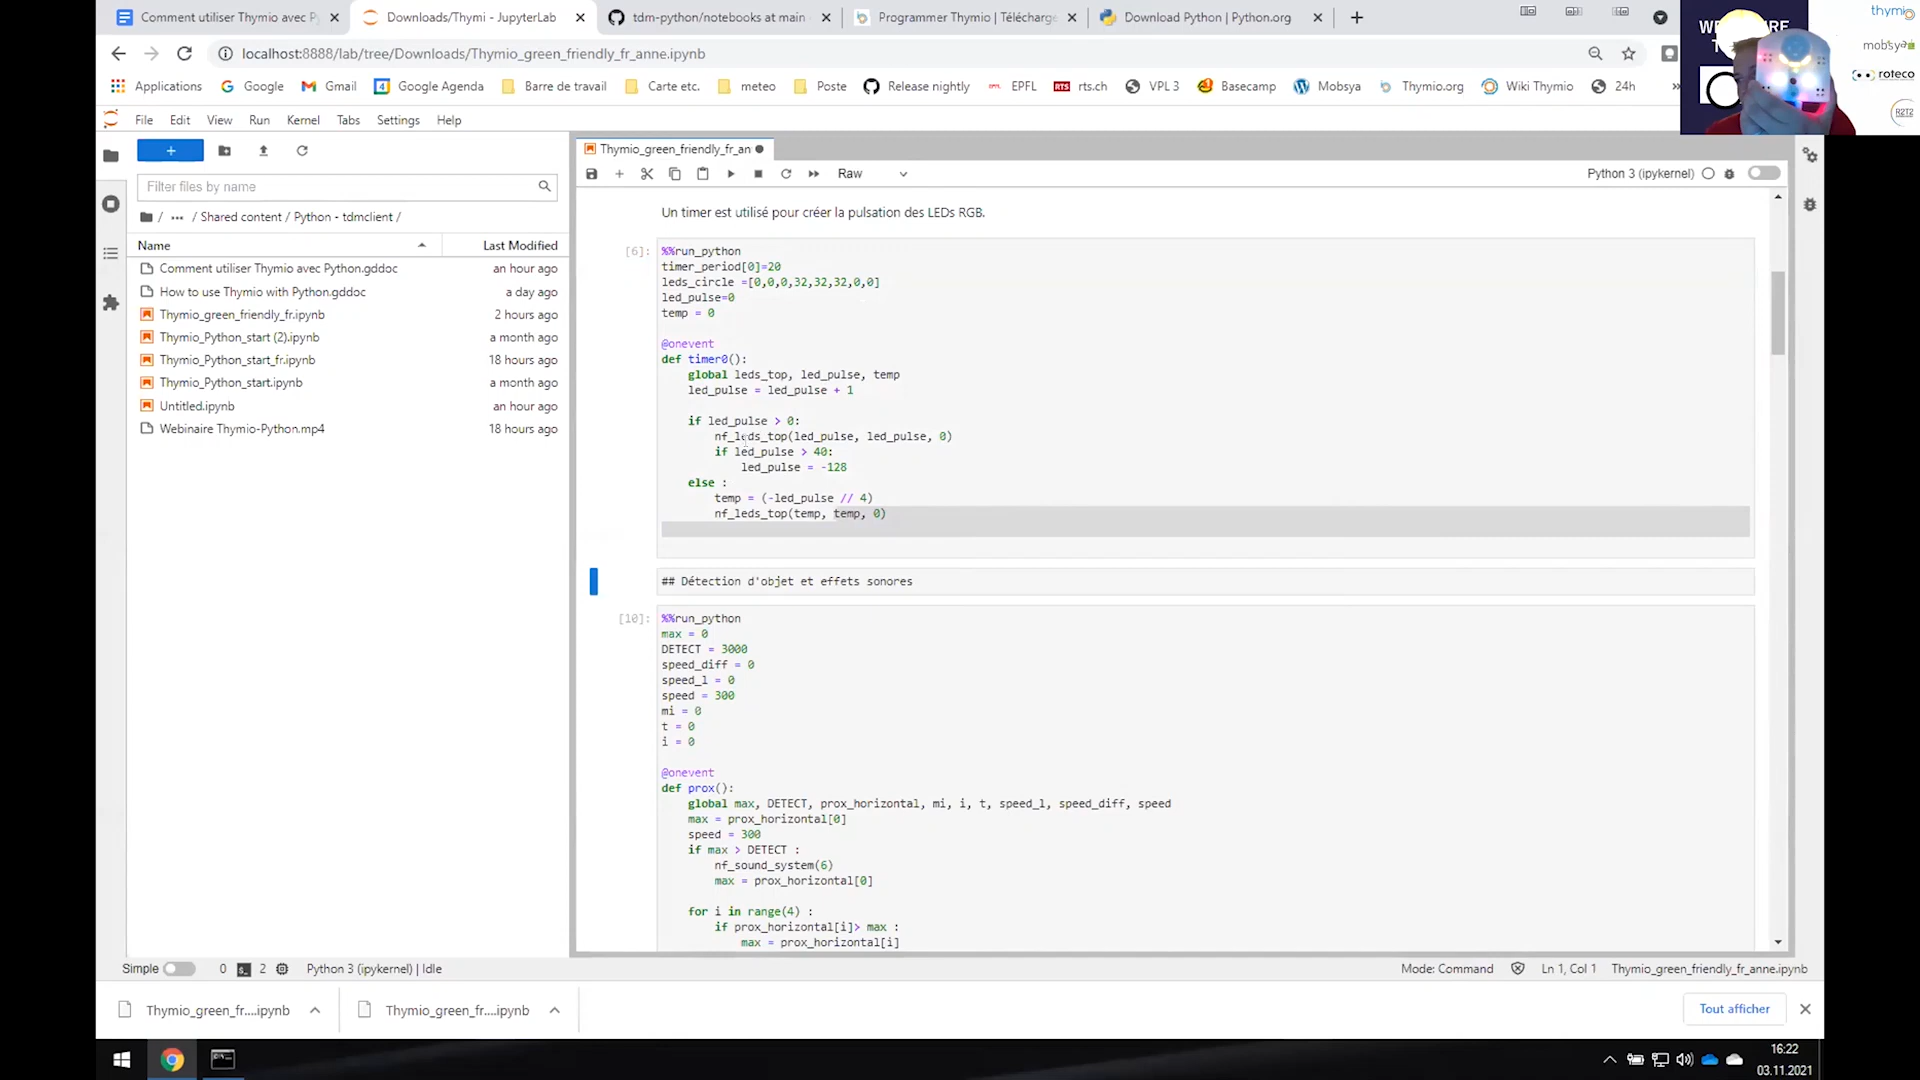 Comment utiliser Thymio avec P
Downloads/Thymi - JupyterLab
tdm-python/notebooks at main
Programmer Thymio | Télécharge
Download Python | Python.org
localhost:8888/lab/tree/Downloads/Thymio_green_friendly_fr_anne.ipynb
Applications
Google
Gmail
Google Agenda
Barre de travail
Carte etc.
meteo
Poste
Release nightly
EPFL
RTS rts.ch
VPL 3
Basecamp
Mobsya
Thymio.org
Wiki Thymio
24h
thymio
mobsya
roteco
File Edit View Run Kernel Tabs Settings Help
Filter files by name
/ ••• / Shared content / Python - tdmclient /
Name Last Modified
Comment utiliser Thymio avec Python.gddoc an hour ago
How to use Thymio with Python.gddoc a day ago
Thymio_green_friendly_fr.ipynb 2 hours ago
Thymio_Python_start (2).ipynb a month ago
Thymio_Python_start_fr.ipynb 18 hours ago
Thymio_Python_start.ipynb a month ago
Untitled.ipynb an hour ago
Webinaire Thymio-Python.mp4 18 hours ago
Thymio_green_friendly_fr_an
Raw
Python 3 (ipykernel)
Un timer est utilisé pour créer la pulsation des LEDs RGB.
[6]: %%run_python
timer_period[0]=20
leds_circle =[0,0,0,32,32,32,0,0]
led_pulse=0
temp = 0
@onevent
def timer0():
global leds_top, led_pulse, temp
led_pulse = led_pulse + 1
if led_pulse > 0:
nf_leds_top(led_pulse, led_pulse, 0)
if led_pulse > 40:
led_pulse = -128
else :
temp = (-led_pulse // 4)
nf_leds_top(temp, temp, 0)
## Détection d'objet et effets sonores
[10]: %%run_python
max = 0
DETECT = 3000
speed_diff = 0
speed_l = 0
speed = 300
mi = 0
t = 0
i = 0
@onevent
def prox():
global max, DETECT, prox_horizontal, mi, i, t, speed_l, speed_diff, speed
max = prox_horizontal[0]
speed = 300
if max > DETECT :
nf_sound_system(6)
max = prox_horizontal[0]
for i in range(4) :
if prox_horizontal[i]> max :
max = prox_horizontal[i]
Simple 0 2 Python 3 (ipykernel) | Idle
Mode: Command Ln 1, Col 1 Thymio_green_friendly_fr_anne.ipynb
Thymio_green_fr....ipynb
Thymio_green_fr....ipynb
Tout afficher
16:22
03.11.2021